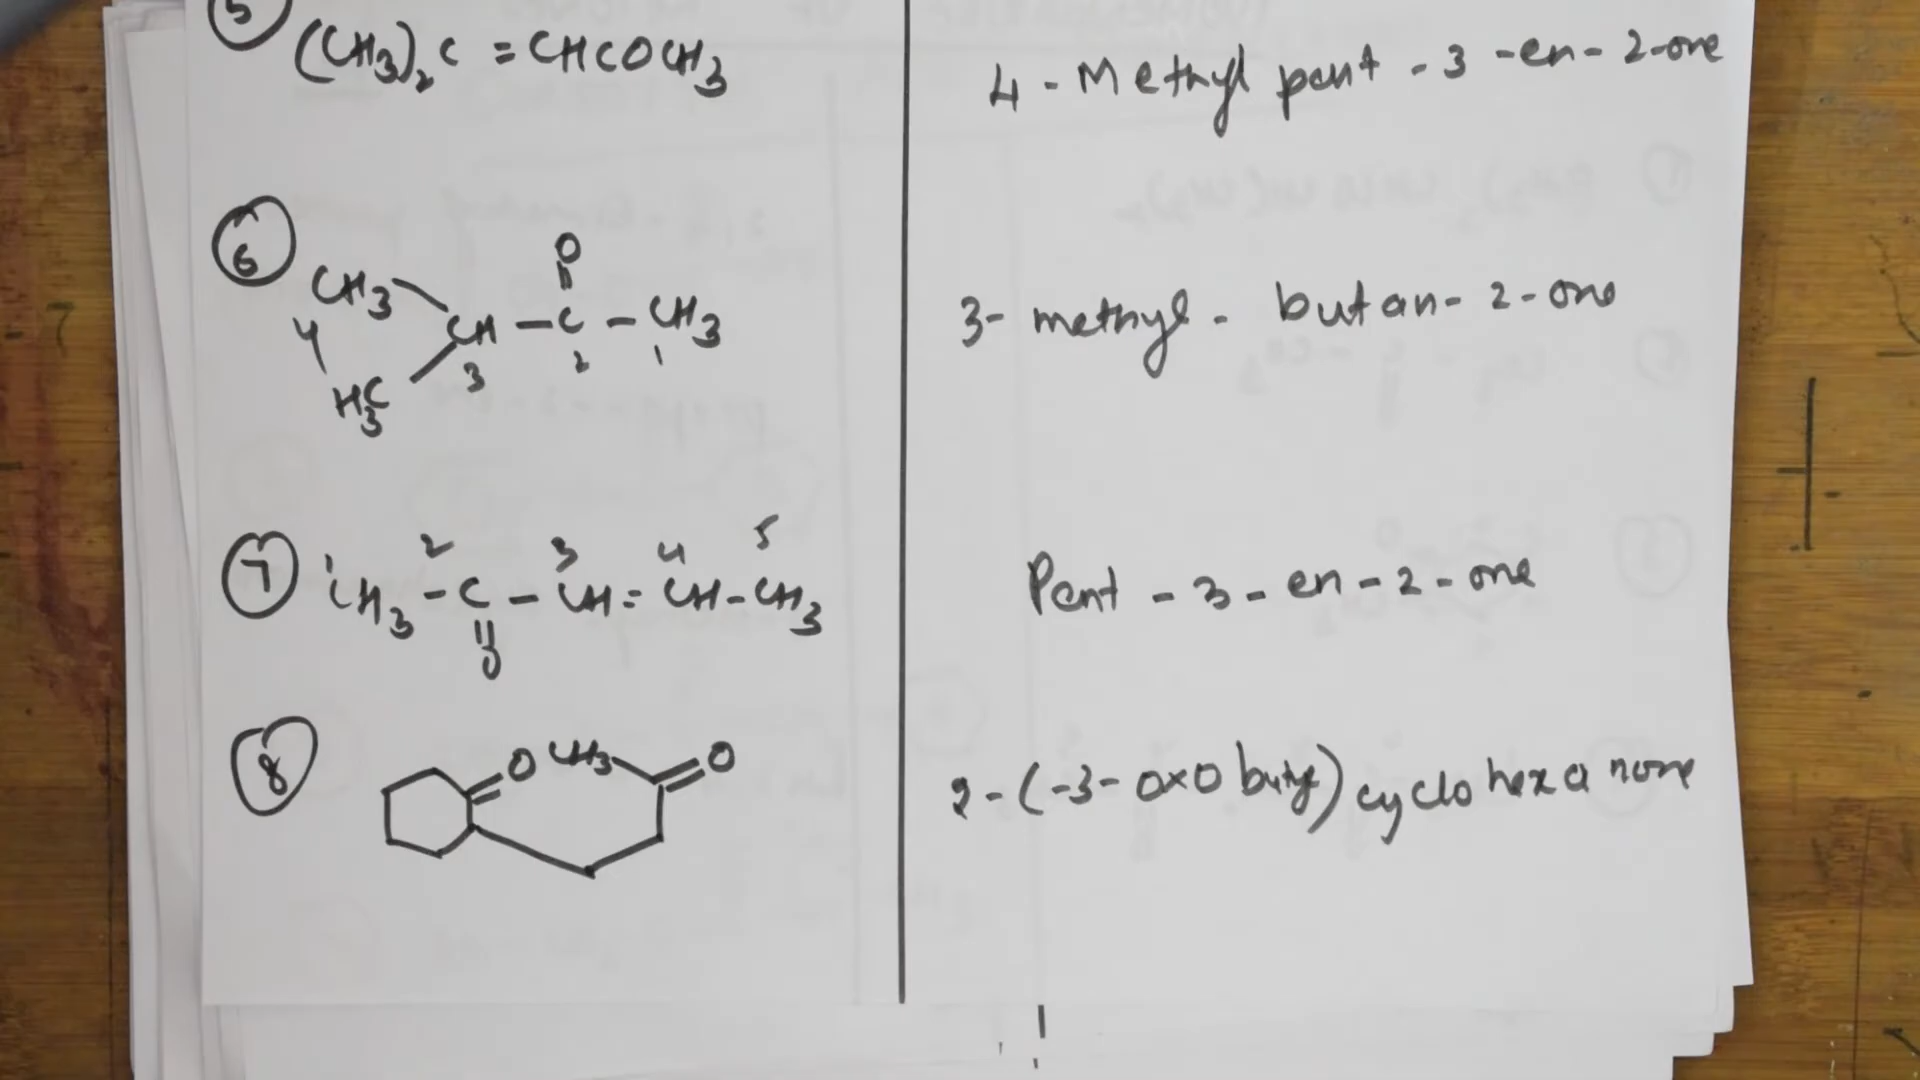 5 (CH3)2C = CHCOCH3
4 - Methyl pent - 3 - en - 2-one
6
O
CH3
CH - C - CH3
4
3 2 1
H3C
3- methyl - butan - 2 - one
7
1 2 3 4 5
CH3 - C - CH = CH - CH3
O
Pent - 3 - en - 2 - one
8
O CH3 O
2 - (-3 - oxo butyl) cyclo hexa none